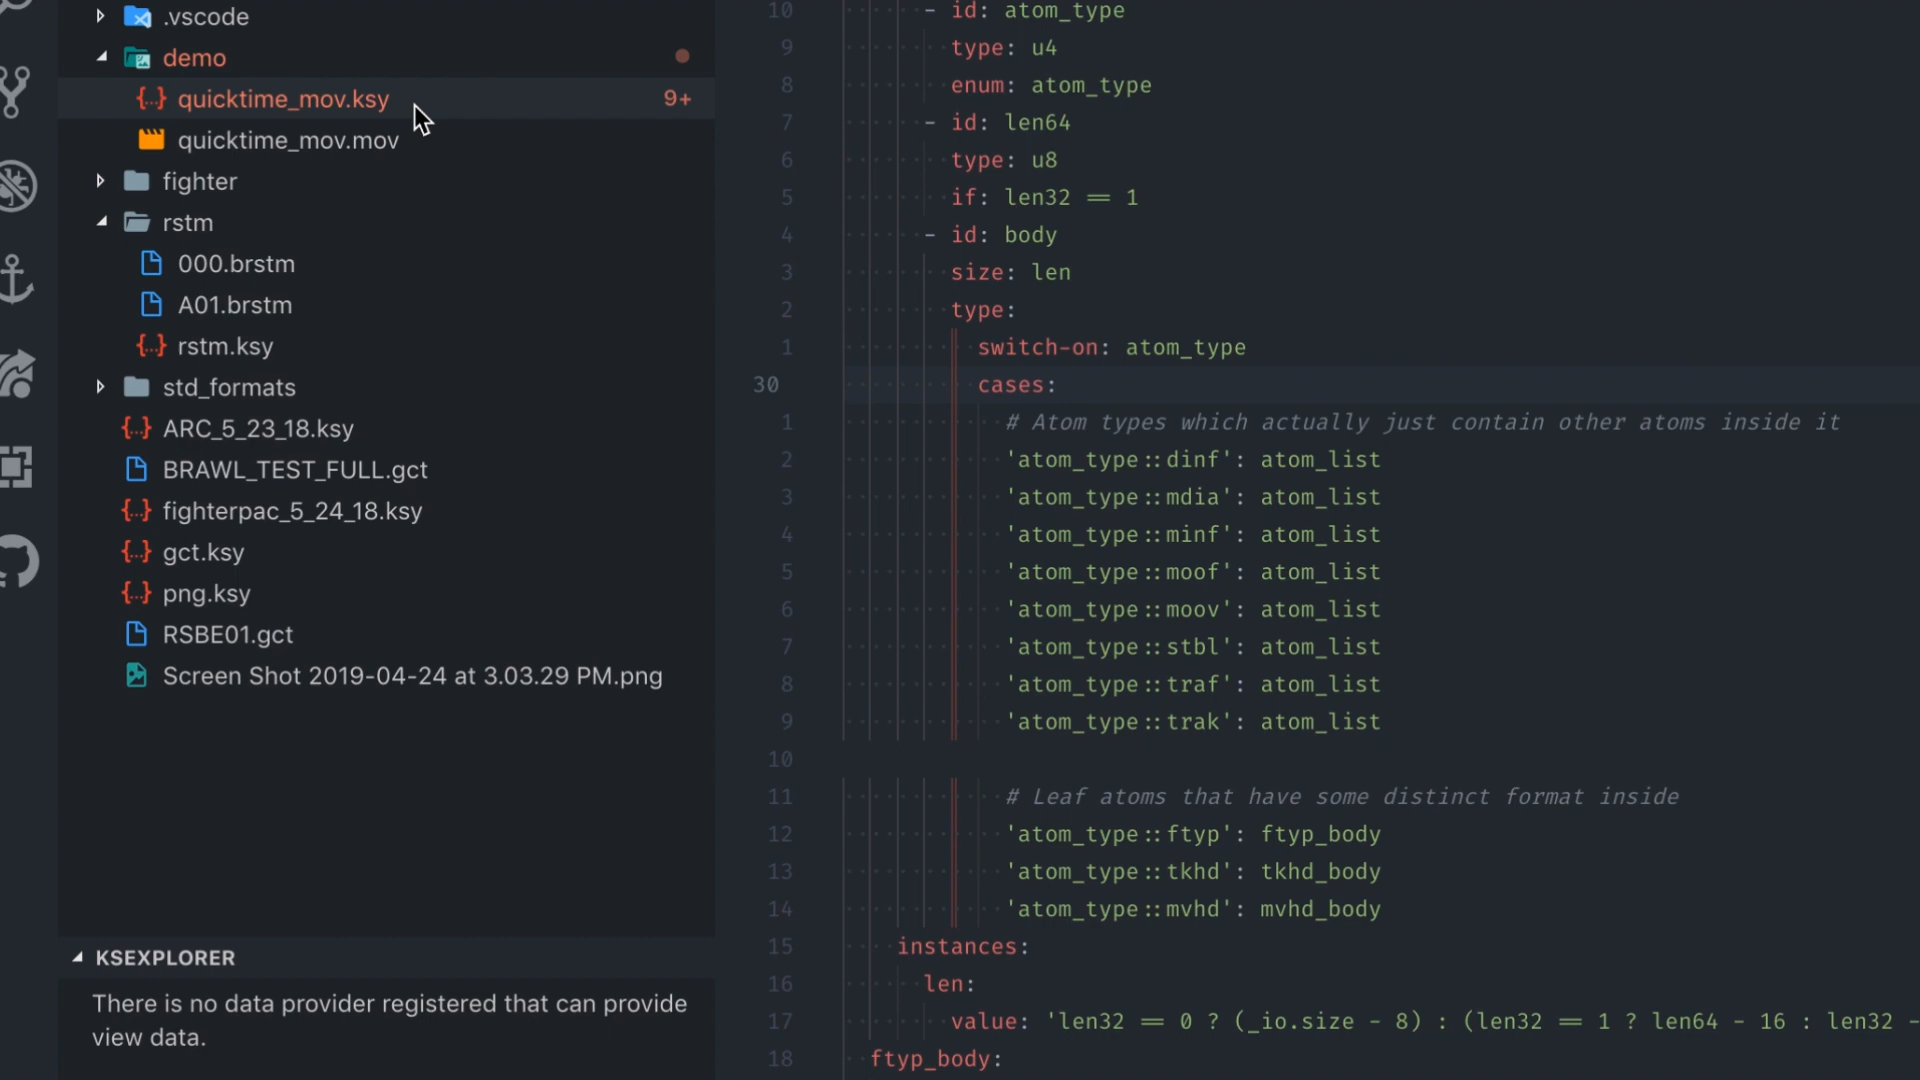 .vscode
demo
quicktime_mov.ksy 9+
quicktime_mov.mov
fighter
rstm
000.brstm
A01.brstm
rstm.ksy
std_formats
ARC_5_23_18.ksy
BRAWL_TEST_FULL.gct
fighterpac_5_24_18.ksy
gct.ksy
png.ksy
RSBE01.gct
Screen Shot 2019-04-24 at 3.03.29 PM.png
KSEXPLORER
There is no data provider registered that can provide
view data.
10 - id: atom_type
9 type: u4
8 enum: atom_type
7 - id: len64
6 type: u8
5 if: len32 == 1
4 - id: body
3 size: len
2 type:
1 switch-on: atom_type
30 cases:
1 # Atom types which actually just contain other atoms inside it
2 'atom_type::dinf': atom_list
3 'atom_type::mdia': atom_list
4 'atom_type::minf': atom_list
5 'atom_type::moof': atom_list
6 'atom_type::moov': atom_list
7 'atom_type::stbl': atom_list
8 'atom_type::traf': atom_list
9 'atom_type::trak': atom_list
10
11 # Leaf atoms that have some distinct format inside
12 'atom_type::ftyp': ftyp_body
13 'atom_type::tkhd': tkhd_body
14 'atom_type::mvhd': mvhd_body
15 instances:
16 len:
17 value: 'len32 == 0 ? (_io.size - 8) : (len32 == 1 ? len64 - 16 : len32 -
18 ftyp_body: